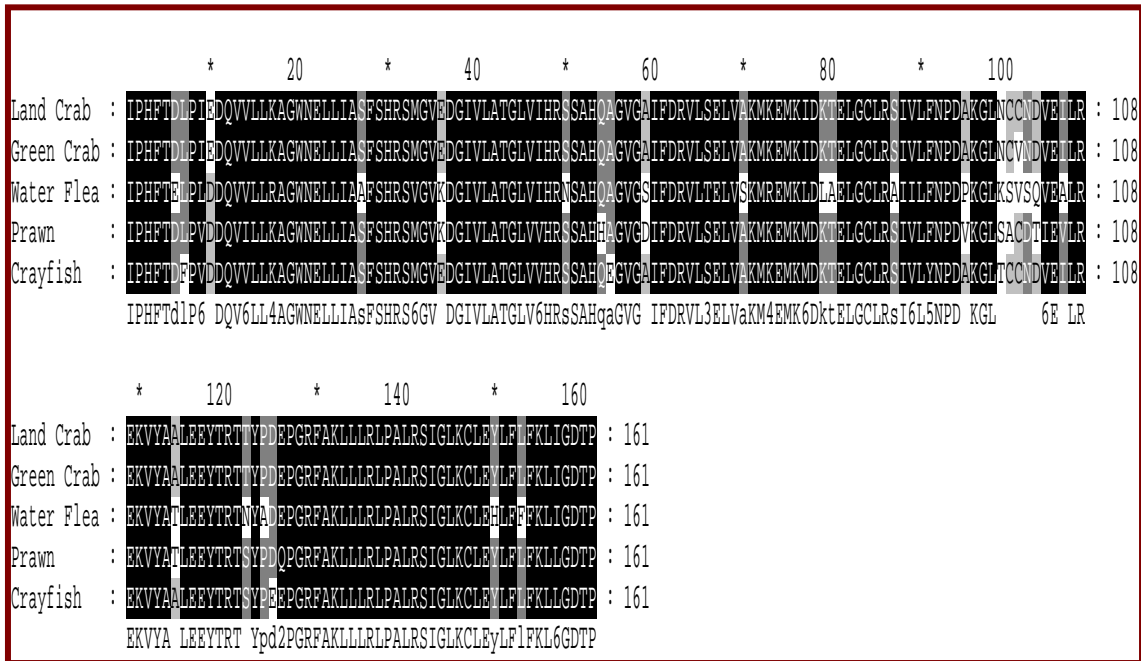 * 20 * 40 * 60 * 80 * 100
Land Crab : IPHFTDLPIEDQVVLLKAGWNELLIASFSHRSMGVEDGIVLATGLVIHRSSAHQAGVGAIFDRVLSELVAKMKEMKIDKTELGCLRSIVLFNPDAKGLNCCNDVEILR : 108
Green Crab : IPHFTDLPIEDQVVLLKAGWNELLIASFSHRSMGVEDGIVLATGLVIHRSSAHQAGVGAIFDRVLSELVAKMKEMKIDKTELGCLRSIVLFNPDAKGLNCVNDVEILR : 108
Water Flea : IPHFTELPLDDQVVLLRAGWNELLIAAFSHRSVGVKDGIVLATGLVIHRNSAHQAGVGSIFDRVLTELVSKMREMKLDLAELGCLRAIILFNPDPKGLKSVSQVEALR : 108
Prawn : IPHFTDLPVDDQVILLKAGWNELLIASFSHRSMGVKDGIVLATGLVVHRSSAHHAGVGDIFDRVLSELVAKMKEMKMDKTELGCLRSIVLFNPDVKGLSACDTIEVLR : 108
Crayfish : IPHFTDFPVDDQVVLLKAGWNELLIASFSHRSMGVEDGIVLATGLVVHRSSAHQEGVGAIFDRVLSELVAKMKEMKMDKTELGCLRSIVLYNPDAKGLTCCNDVEILR : 108
IPHFTdlP6 DQV6LL4AGWNELLIAsFSHRS6GV DGIVLATGLV6HRsSAHqaGVG IFDRVL3ELVaKM4EMK6DktELGCLRsI6L5NPD KGL     6E LR
* 120 * 140 * 160
Land Crab : EKVYAALEEYTRTTYPDEPGRFAKLLLRLPALRSIGLKCLEYLFLFKLIGDTP : 161
Green Crab : EKVYAALEEYTRTTYPDEPGRFAKLLLRLPALRSIGLKCLEYLFLFKLIGDTP : 161
Water Flea : EKVYATLEEYTRTNYADEPGRFAKLLLRLPALRSIGLKCLEHLFFFKLIGDTP : 161
Prawn : EKVYATLEEYTRTSYPDQPGRFAKLLLRLPALRSIGLKCLEYLFLFKLLGDTP : 161
Crayfish : EKVYAALEEYTRTSYPEEPGRFAKLLLRLPALRSIGLKCLEYLFLFKLLGDTP : 161
EKVYA LEEYTRT Ypd2PGRFAKLLLRLPALRSIGLKCLEyLFlFKL6GDTP